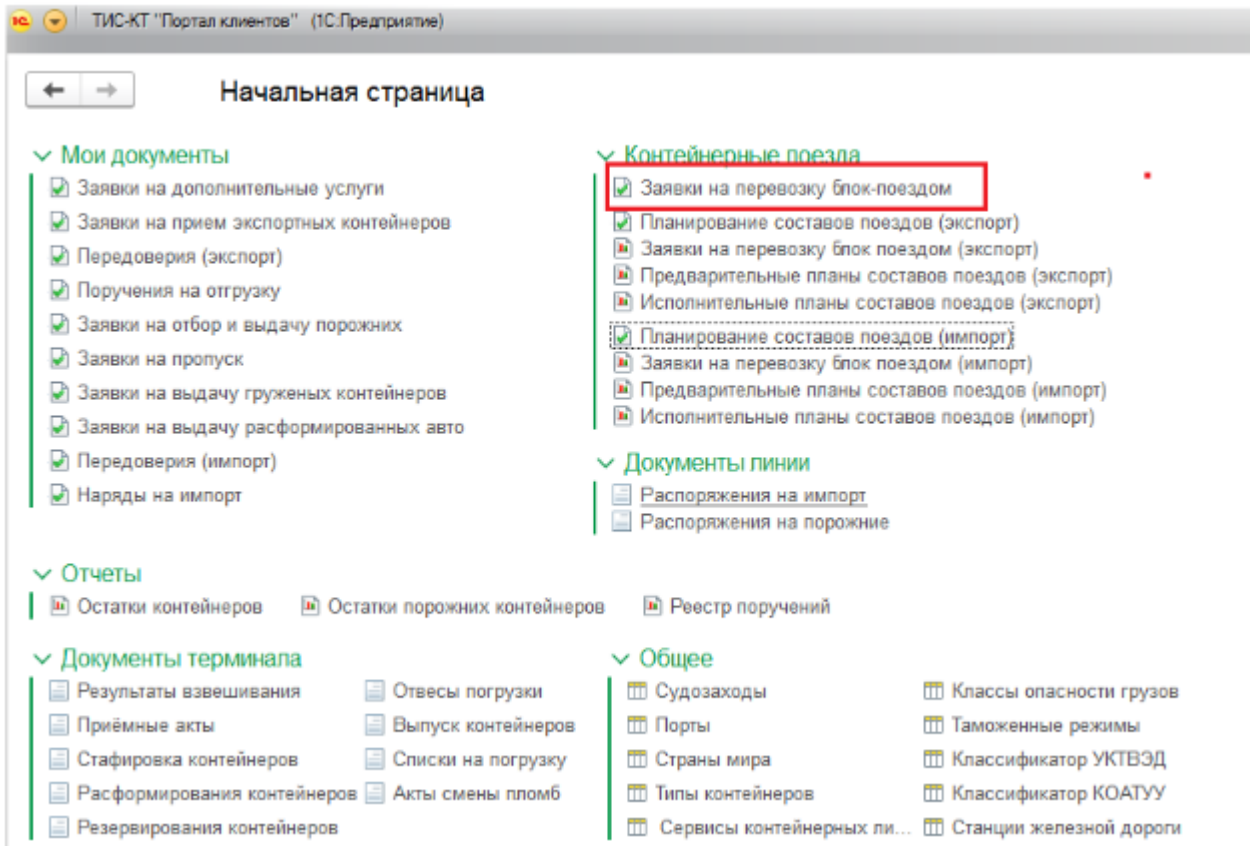 ТИС-КТ "Портал клиентов" (1С:Предприятие)
Начальная страница
Мои документы
Заявки на дополнительные услуги
Заявки на прием экспортных контейнеров
Передоверия (экспорт)
Поручения на отгрузку
Заявки на отбор и выдачу порожних
Заявки на пропуск
Заявки на выдачу груженых контейнеров
Заявки на выдачу расформированных авто
Передоверия (импорт)
Наряды на импорт
Контейнерные поезда
Заявки на перевозку блок-поездом
Планирование составов поездов (экспорт)
Заявки на перевозку блок поездом (экспорт)
Предварительные планы составов поездов (экспорт)
Исполнительные планы составов поездов (экспорт)
Планирование составов поездов (импорт)
Заявки на перевозку блок поездом (импорт)
Предварительные планы составов поездов (импорт)
Исполнительные планы составов поездов (импорт)
Документы линии
Распоряжения на импорт
Распоряжения на порожние
Отчеты
Остатки контейнеров Остатки порожних контейнеров Реестр поручений
Документы терминала
Результаты взвешивания Отвесы погрузки
Приёмные акты Выпуск контейнеров
Стафировка контейнеров Списки на погрузку
Расформирования контейнеров Акты смены пломб
Резервирования контейнеров
Общее
Судозаходы Классы опасности грузов
Порты Таможенные режимы
Страны мира Классификатор УКТВЭД
Типы контейнеров Классификатор КОАТУУ
Сервисы контейнерных ли... Станции железной дороги